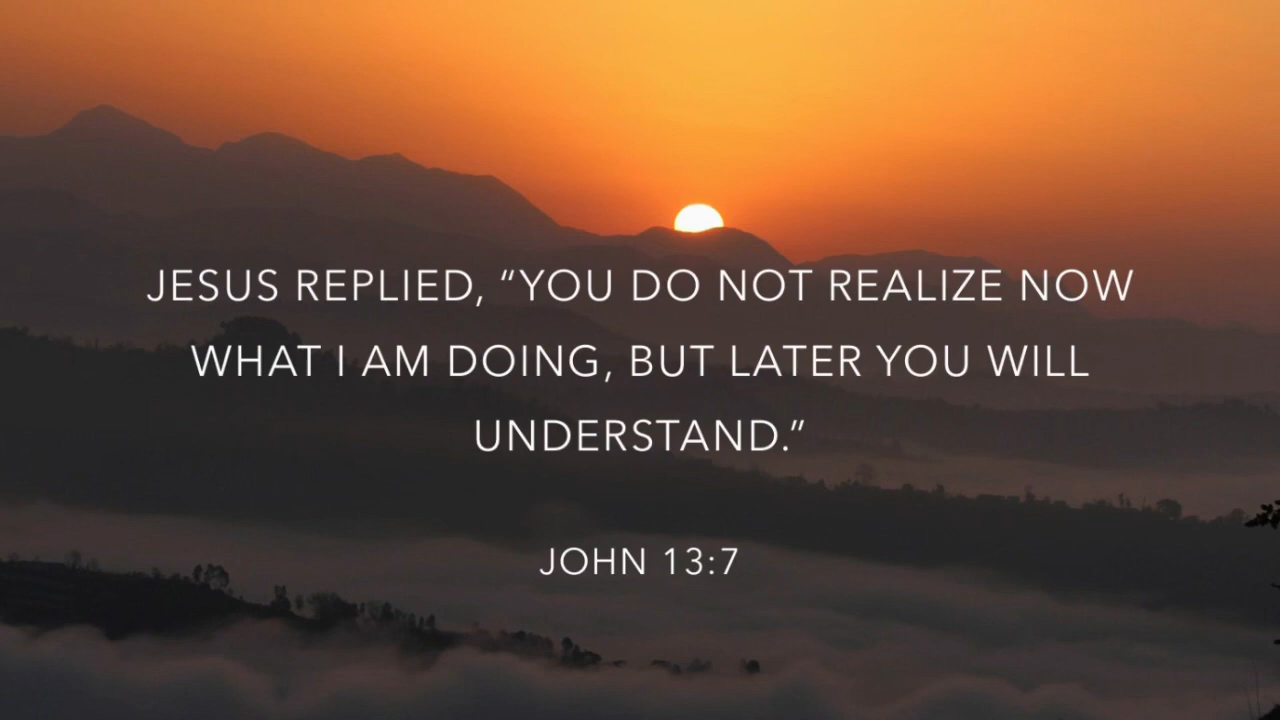 JESUS REPLIED, “YOU DO NOT REALIZE NOW
WHAT I AM DOING, BUT LATER YOU WILL
UNDERSTAND.”
JOHN 13:7